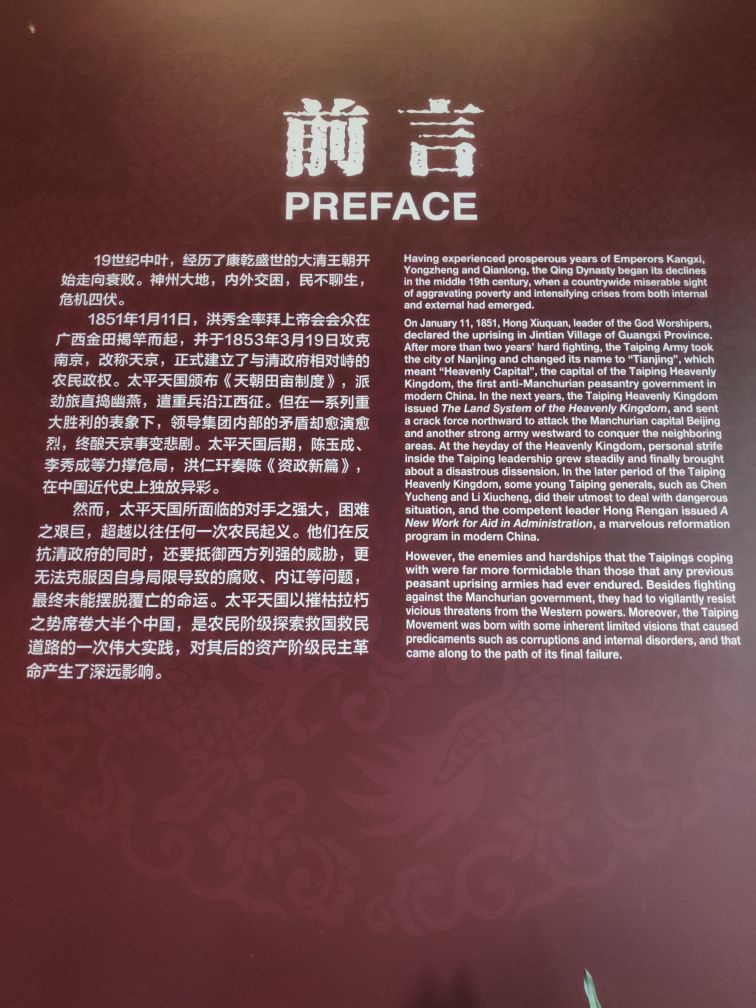 前言
PREFACE
19世纪中叶，经历了康乾盛世的大清王朝开
始走向衰败。神州大地，内外交困，民不聊生，
危机四伏。
1851年1月11日，洪秀全率拜上帝会会众在
广西金田揭竿而起，并于1853年3月19日攻克
南京，改称天京，正式建立了与清政府相对峙的
农民政权。太平天国颁布《天朝田亩制度》，派
劲旅直捣幽燕，遣重兵沿江西征。但在一系列重
大胜利的表象下，领导集团内部的矛盾却愈演愈
烈，终酿天京事变悲剧。太平天国后期，陈玉成、
李秀成等力撑危局，洪仁玕奏陈《资政新篇》，
在中国近代史上独放异彩。
然而，太平天国所面临的对手之强大，困难
之艰巨，超越以往任何一次农民起义。他们在反
抗清政府的同时，还要抵御西方列强的威胁，更
无法克服因自身局限导致的腐败、内讧等问题，
最终未能摆脱覆亡的命运。太平天国以摧枯拉朽
之势席卷大半个中国，是农民阶级探索救国救民
道路的一次伟大实践，对其后的资产阶级民主革
命产生了深远影响。
Having experienced prosperous years of Emperors Kangxi,
Yongzheng and Qianlong, the Qing Dynasty began its declines
in the middle 19th century, when a countrywide miserable sight
of aggravating poverty and intensifying crises from both internal
and external had emerged.
On January 11, 1851, Hong Xiuquan, leader of the God Worshipers,
declared the uprising in Jintian Village of Guangxi Province.
After more than two years' hard fighting, the Taiping Army took
the city of Nanjing and changed its name to “Tianjing”, which
meant “Heavenly Capital”, the capital of the Taiping Heavenly
Kingdom, the first anti-Manchurian peasantry government in
modern China. In the next years, the Taiping Heavenly Kingdom
issued The Land System of the Heavenly Kingdom, and sent
a crack force northward to attack the Manchurian capital Beijing
and another strong army westward to conquer the neighboring
areas. At the heyday of the Heavenly Kingdom, personal strife
inside the Taiping leadership grew steadily and finally brought
about a disastrous dissension. In the later period of the Taiping
Heavenly Kingdom, some young Taiping generals, such as Chen
Yucheng and Li Xiucheng, did their utmost to deal with dangerous
situation, and the competent leader Hong Rengan issued A
New Work for Aid in Administration, a marvelous reformation
program in modern China.
However, the enemies and hardships that the Taipings coping
with were far more formidable than those that any previous
peasant uprising armies had ever endured. Besides fighting
against the Manchurian government, they had to vigilantly resist
vicious threatens from the Western powers. Moreover, the Taiping
Movement was born with some inherent limited visions that caused
predicaments such as corruptions and internal disorders, and that
came along to the path of its final failure.